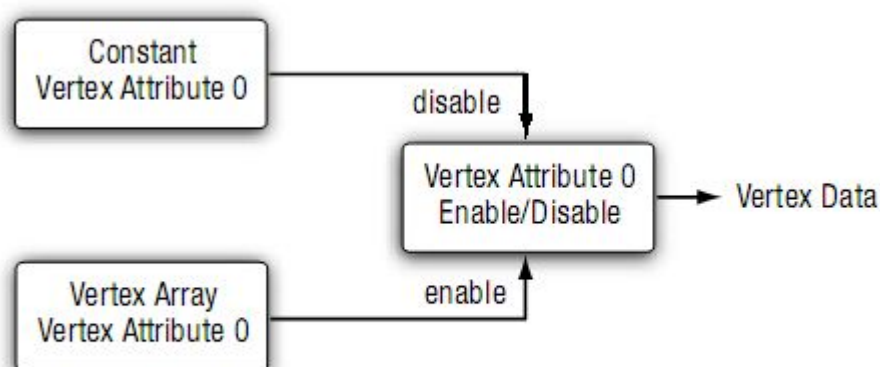 Constant
Vertex Attribute 0
disable
Vertex Attribute 0
Enable/Disable
Vertex Data
enable
Vertex Array
Vertex Attribute 0